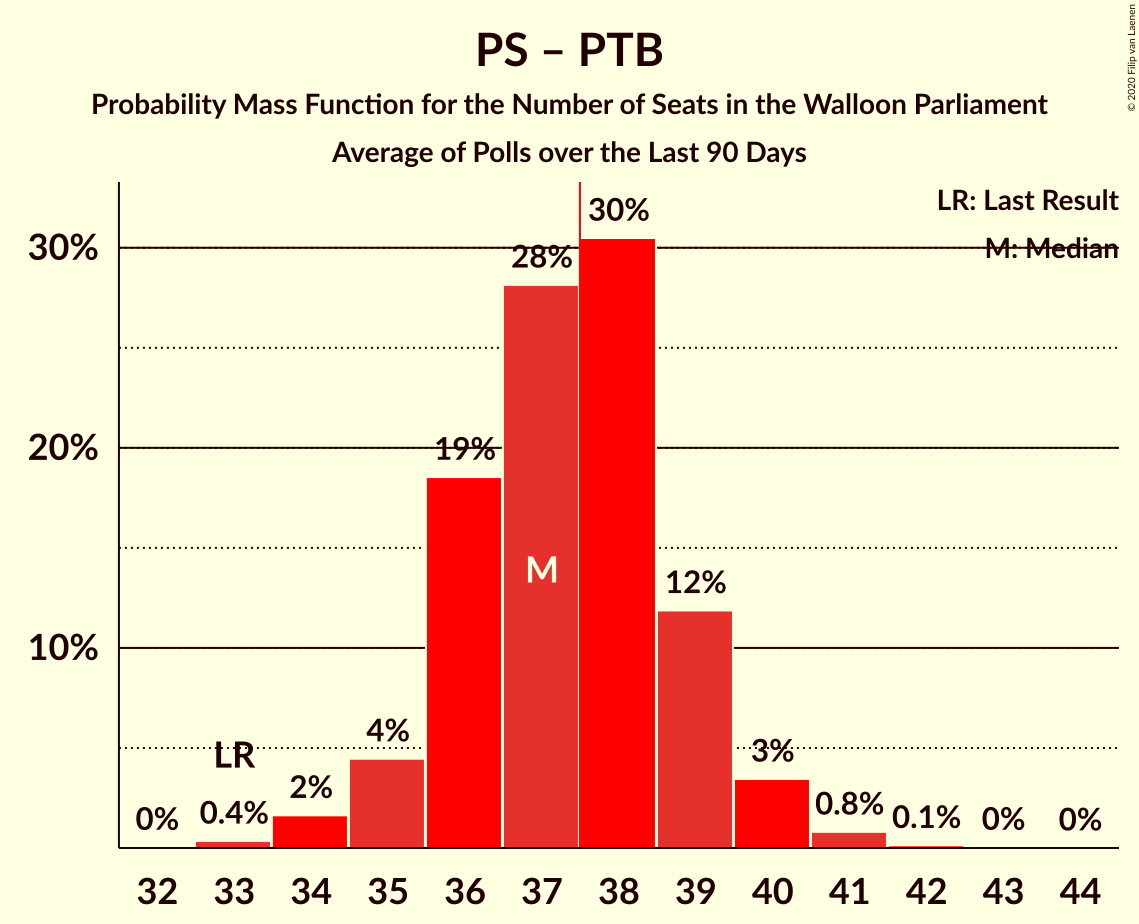 PS – PTB
Probability Mass Function for the Number of Seats in the Walloon Parliament
Average of Polls over the Last 90 Days
© 2020 Filip van Laenen
LR: Last Result
M: Median
30%
20%
10%
0%
0.4%
2%
4%
19%
28%
30%
12%
3%
0.8%
0.1%
0%
0%
LR
M
32 33 34 35 36 37 38 39 40 41 42 43 44